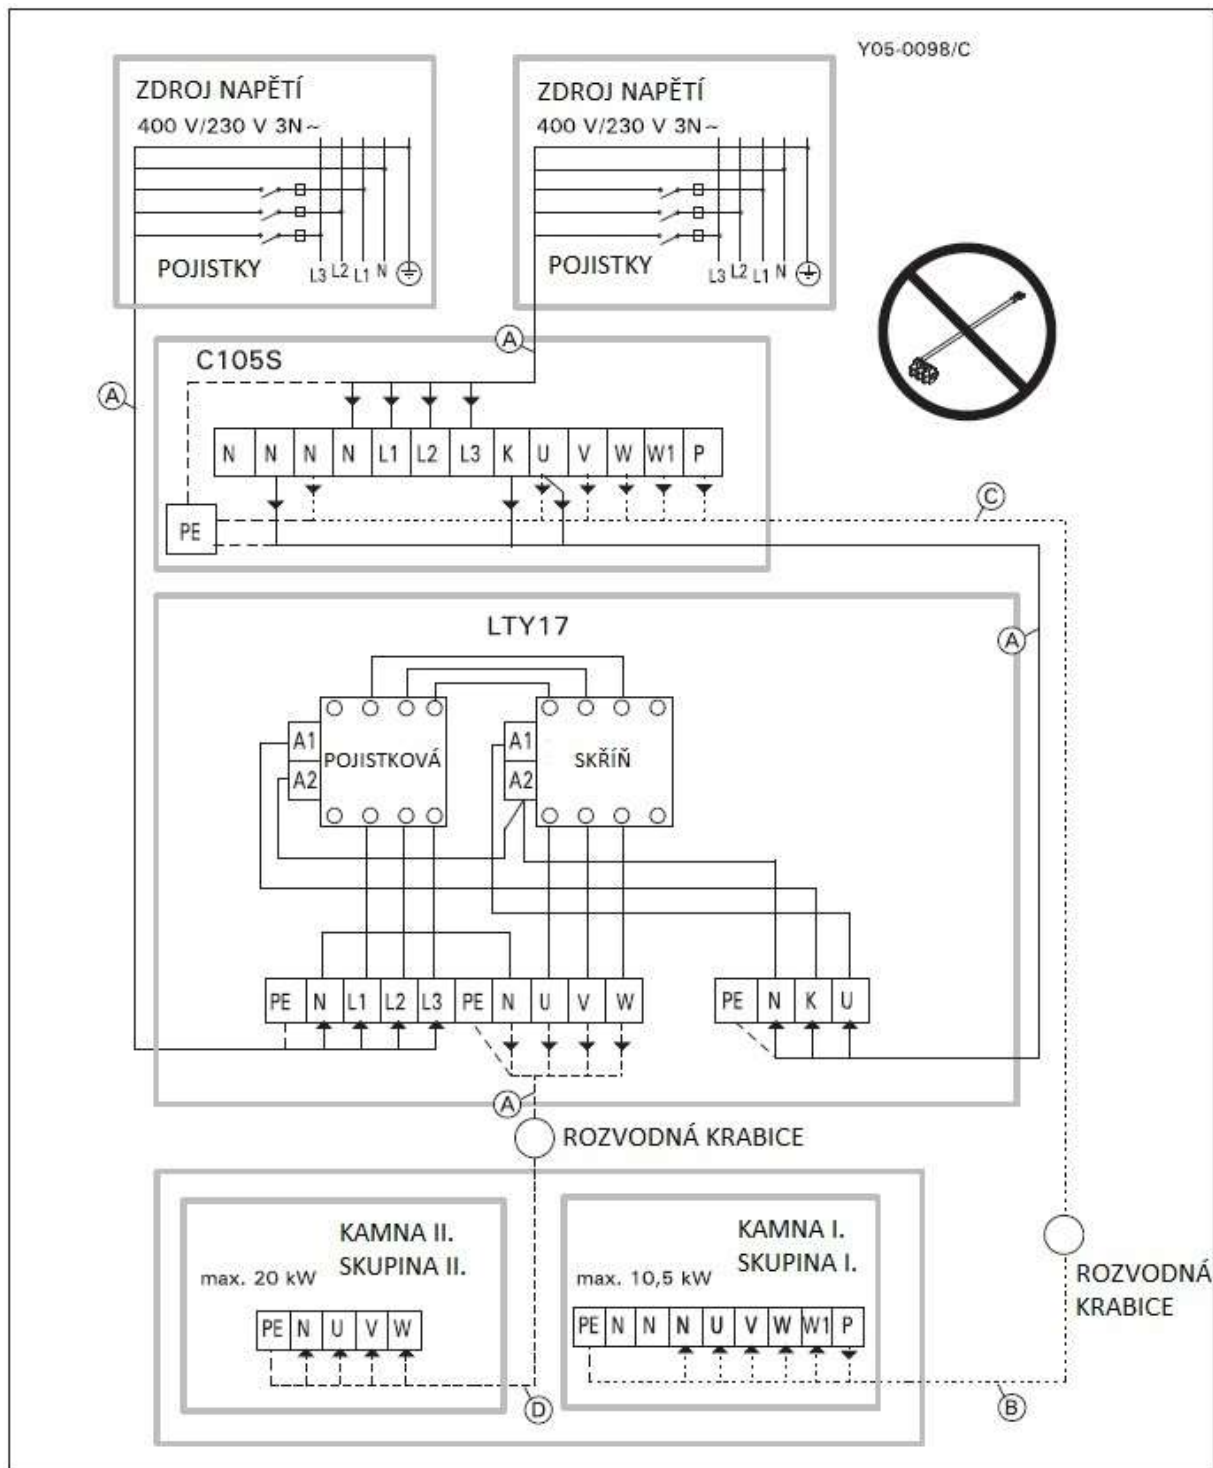 Y05-0098/C
ZDROJ NAPĚTÍ
400 V/230 V 3N~
POJISTKY
L3 L2 L1 N
ZDROJ NAPĚTÍ
400 V/230 V 3N~
POJISTKY
L3 L2 L1 N
A
A
C105S
N N N N L1 L2 L3 K U V W W1 P
PE
C
LTY17
A
A1
A2
POJISTKOVÁ
A1
A2
SKŘÍŇ
PE N L1 L2 L3 PE N U V W
PE N K U
A
ROZVODNÁ KRABICE
KAMNA II.
SKUPINA II.
max. 20 kW
PE N U V W
D
KAMNA I.
SKUPINA I.
max. 10,5 kW
PE N N N U V W W1 P
B
ROZVODNÁ
KRABICE